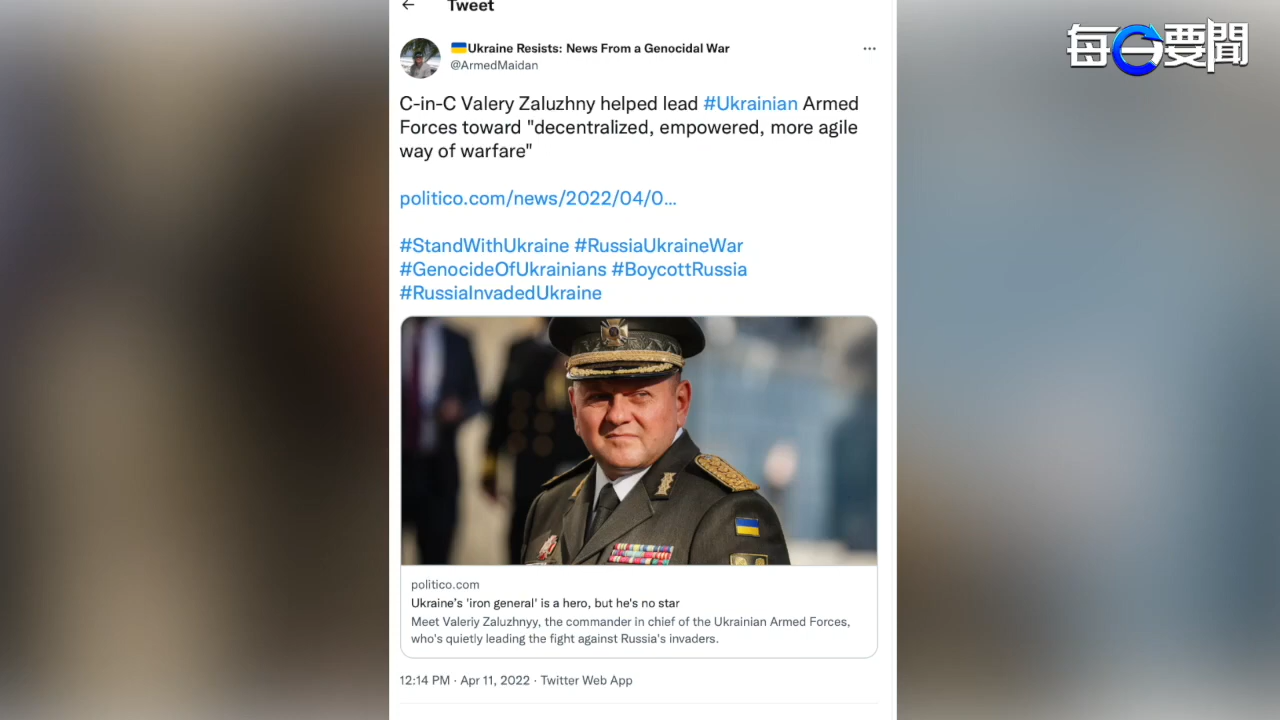 Tweet
每日要聞
Ukraine Resists: News From a Genocidal War
@ArmedMaidan
C-in-C Valery Zaluzhny helped lead #Ukrainian Armed
Forces toward "decentralized, empowered, more agile
way of warfare"
politico.com/news/2022/04/0...
#StandWithUkraine #RussiaUkraineWar
#GenocideOfUkrainians #BoycottRussia
#RussiaInvadedUkraine
politico.com
Ukraine's 'iron general' is a hero, but he's no star
Meet Valeriy Zaluzhnyy, the commander in chief of the Ukrainian Armed Forces,
who's quietly leading the fight against Russia's invaders.
12:14 PM · Apr 11, 2022 · Twitter Web App